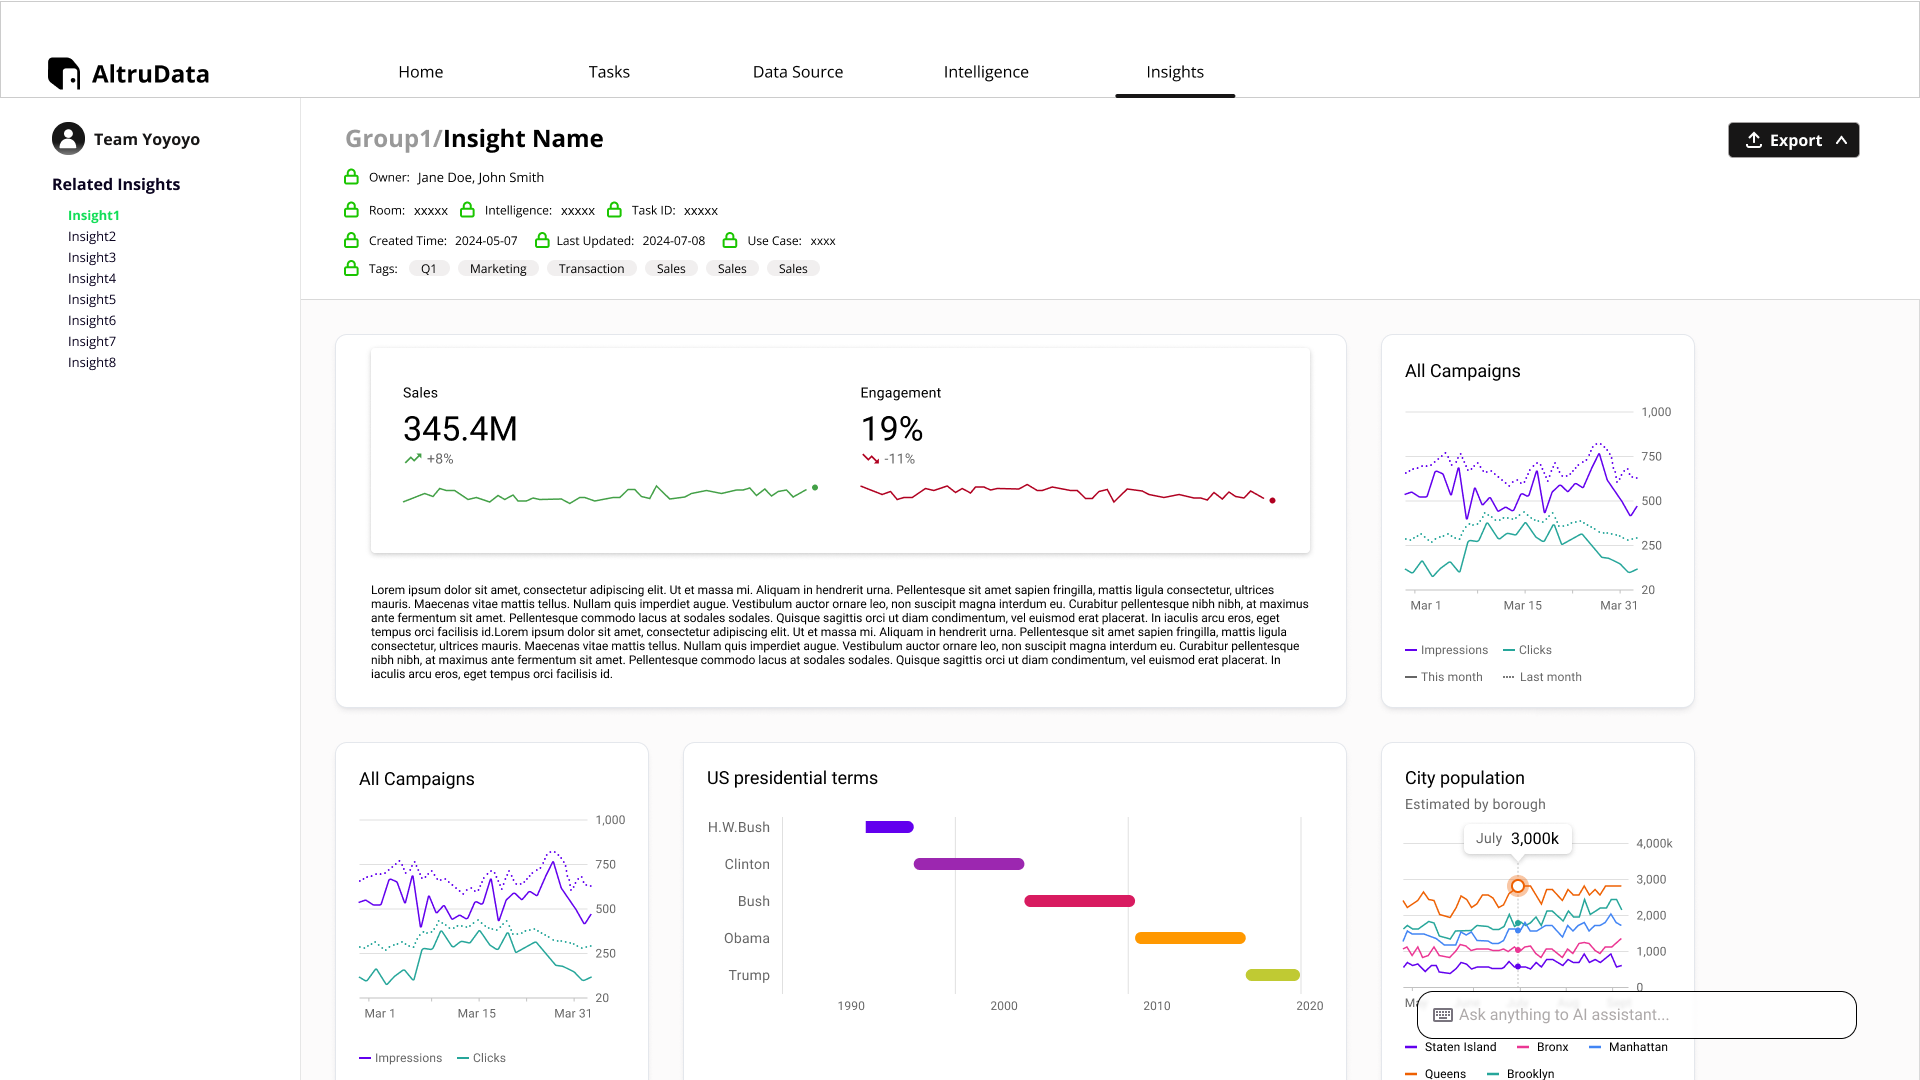 AltruData
Home
Tasks
Data Source
Intelligence
Insights
Team Yoyoyo
Related Insights
Insight1
Insight2
Insight3
Insight4
Insight5
Insight6
Insight7
Insight8
Group1/Insight Name
Export
Owner: Jane Doe, John Smith
Room: xxxxx Intelligence: xxxxx Task ID: xxxxx
Created Time: 2024-05-07 Last Updated: 2024-07-08 Use Case: xxxx
Tags: Q1 Marketing Transaction Sales Sales Sales
Sales
345.4M
+8%
Engagement
19%
-11%
Lorem ipsum dolor sit amet, consectetur adipiscing elit. Ut et massa mi. Aliquam in hendrerit urna. Pellentesque sit amet sapien fringilla, mattis ligula consectetur, ultrices
mauris. Maecenas vitae mattis tellus. Nullam quis imperdiet augue. Vestibulum auctor ornare leo, non suscipit magna interdum eu. Curabitur pellentesque nibh nibh, at maximus
ante fermentum sit amet. Pellentesque commodo lacus at sodales sodales. Quisque sagittis orci ut diam condimentum, vel euismod erat placerat. In iaculis arcu eros, eget
tempus orci facilisis id.Lorem ipsum dolor sit amet, consectetur adipiscing elit. Ut et massa mi. Aliquam in hendrerit urna. Pellentesque sit amet sapien fringilla, mattis ligula
consectetur, ultrices mauris. Maecenas vitae mattis tellus. Nullam quis imperdiet augue. Vestibulum auctor ornare leo, non suscipit magna interdum eu. Curabitur pellentesque
nibh nibh, at maximus ante fermentum sit amet. Pellentesque commodo lacus at sodales sodales. Quisque sagittis orci ut diam condimentum, vel euismod erat placerat. In
iaculis arcu eros, eget tempus orci facilisis id.
All Campaigns
1,000
750
500
250
20
Mar 1 Mar 15 Mar 31
Impressions Clicks
This month Last month
All Campaigns
1,000
750
500
250
20
Mar 1 Mar 15 Mar 31
Impressions Clicks
US presidential terms
H.W.Bush
Clinton
Bush
Obama
Trump
1990 2000 2010 2020
City population
Estimated by borough
July 3,000k
4,000k
3,000
2,000
1,000
0
Ask anything to AI assistant...
Staten Island Bronx Manhattan
Queens Brooklyn